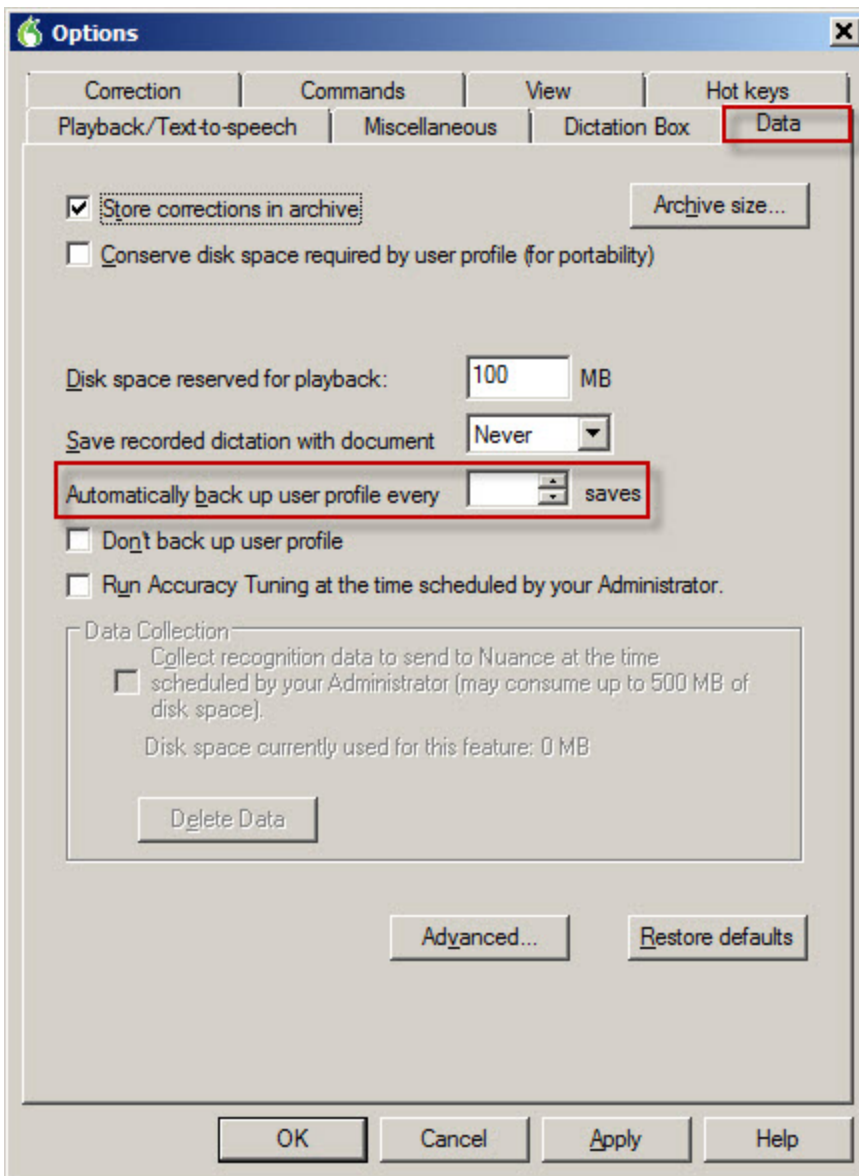 Options
Correction Commands View Hot keys
Playback/Text-to-speech Miscellaneous Dictation Box Data
Store corrections in archive Archive size...
Conserve disk space required by user profile (for portability)
Disk space reserved for playback: 100 MB
Save recorded dictation with document Never
Automatically back up user profile every saves
Don't back up user profile
Run Accuracy Tuning at the time scheduled by your Administrator.
Data Collection
Collect recognition data to send to Nuance at the time
scheduled by your Administrator (may consume up to 500 MB of
disk space).
Disk space currently used for this feature: 0 MB
Delete Data
Advanced... Restore defaults
OK Cancel Apply Help